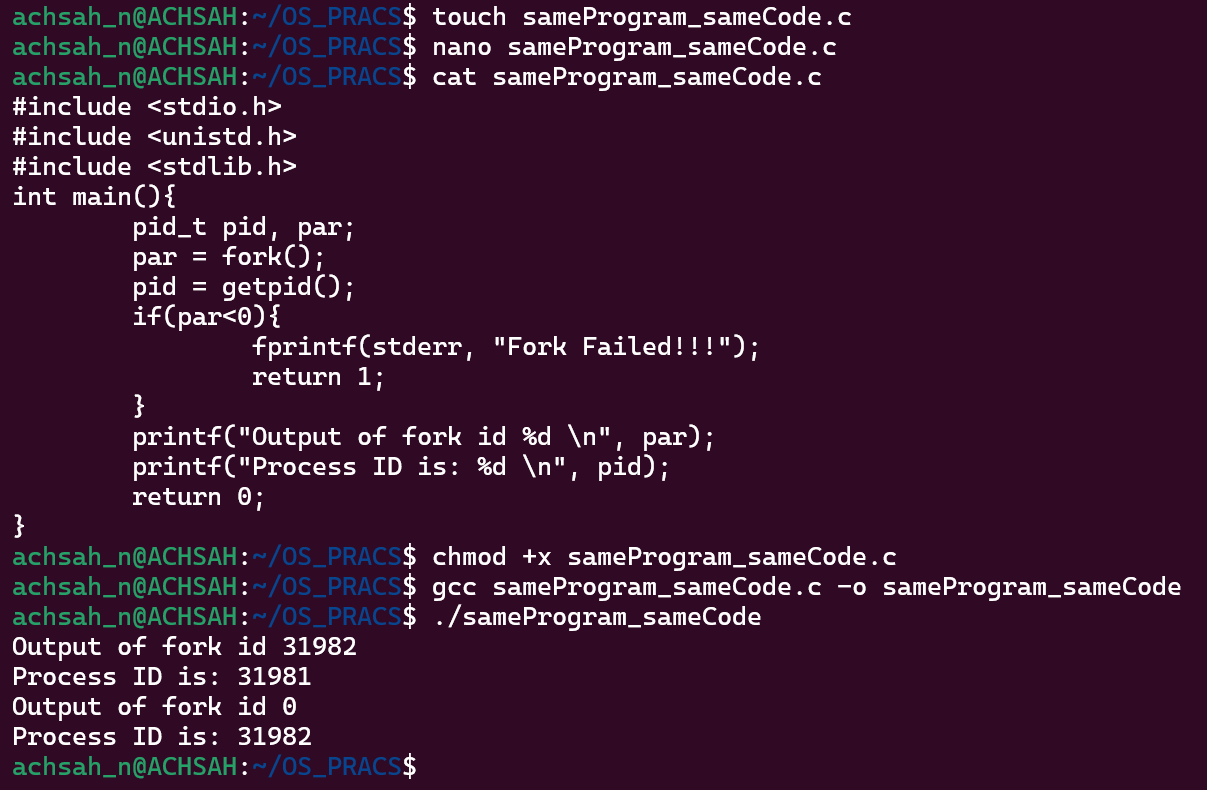 achsah_n@ACHSAH:~/OS_PRACS$ touch sameProgram_sameCode.c
achsah_n@ACHSAH:~/OS_PRACS$ nano sameProgram_sameCode.c
achsah_n@ACHSAH:~/OS_PRACS$ cat sameProgram_sameCode.c
#include <stdio.h>
#include <unistd.h>
#include <stdlib.h>
int main(){
        pid_t pid, par;
        par = fork();
        pid = getpid();
        if(par<0){
                fprintf(stderr, "Fork Failed!!!");
                return 1;
        }
        printf("Output of fork id %d \n", par);
        printf("Process ID is: %d \n", pid);
        return 0;
}
achsah_n@ACHSAH:~/OS_PRACS$ chmod +x sameProgram_sameCode.c
achsah_n@ACHSAH:~/OS_PRACS$ gcc sameProgram_sameCode.c -o sameProgram_sameCode
achsah_n@ACHSAH:~/OS_PRACS$ ./sameProgram_sameCode
Output of fork id 31982
Process ID is: 31981
Output of fork id 0
Process ID is: 31982
achsah_n@ACHSAH:~/OS_PRACS$